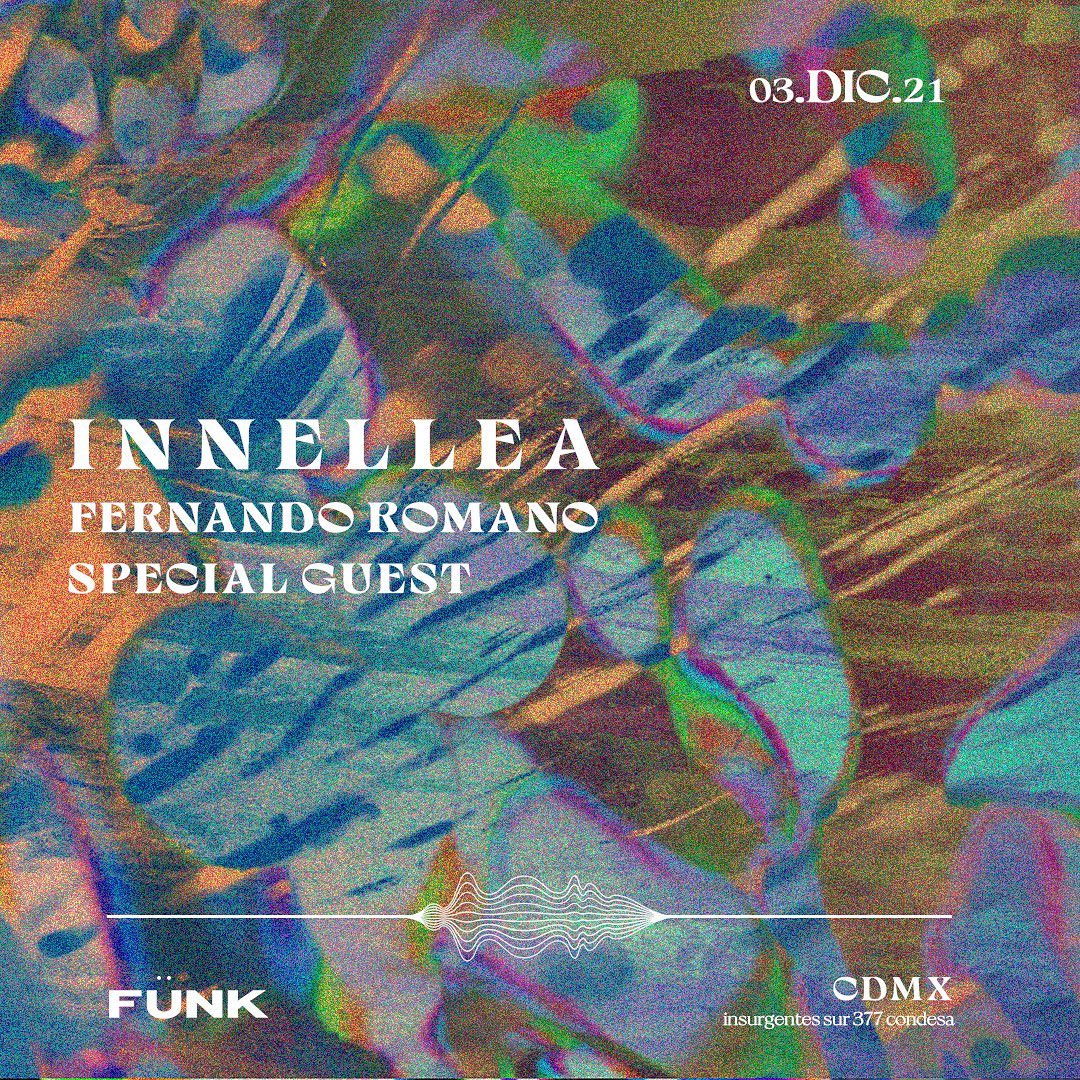 03.DIC.21
INNELLEA
FERNANDO ROMANO
SPECIAL GUEST
FÜNK
CDMX
insurgentes sur 377 condesa